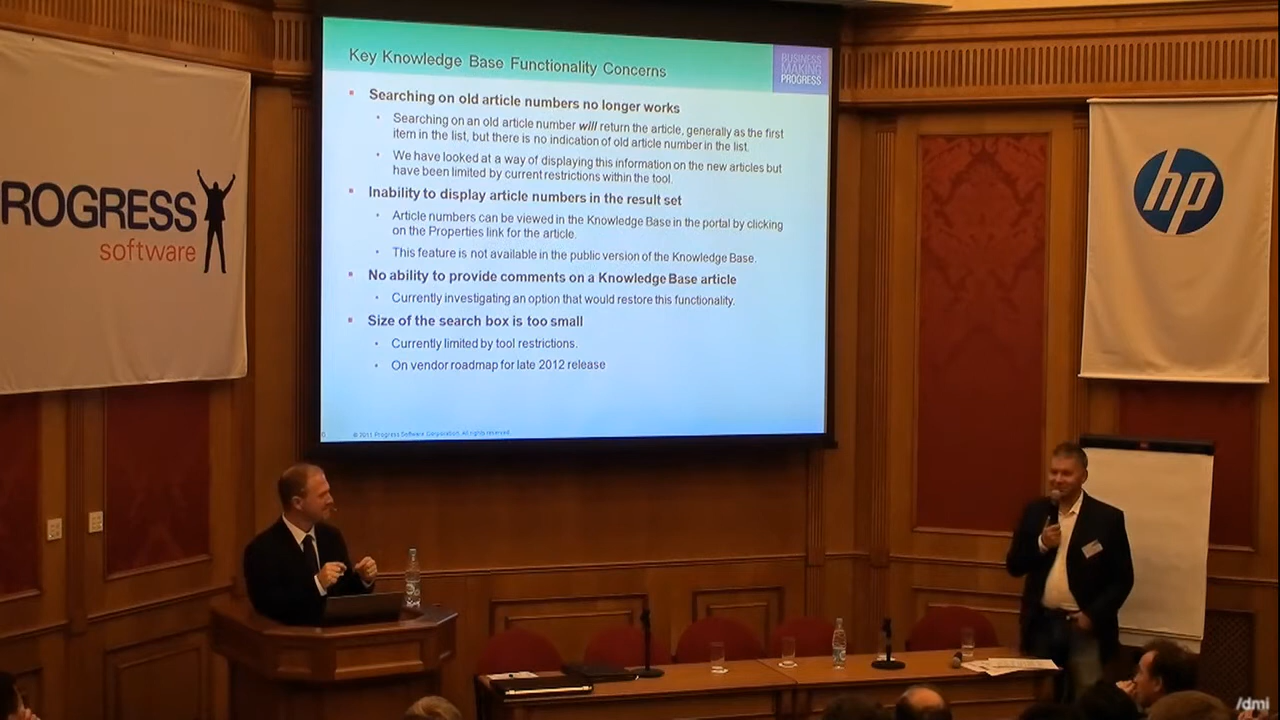 Key Knowledge Base Functionality Concerns
BUSINESS
MAKING
PROGRESS
Searching on old article numbers no longer works
Searching on an old article number will return the article, generally as the first
item in the list, but there is no indication of old article number in the list.
We have looked at a way of displaying this information on the new articles but
have been limited by current restrictions within the tool.
Inability to display article numbers in the result set
Article numbers can be viewed in the Knowledge Base in the portal by clicking
on the Properties link for the article.
This feature is not available in the public version of the Knowledge Base.
No ability to provide comments on a Knowledge Base article
Currently investigating an option that would restore this functionality.
Size of the search box is too small
Currently limited by tool restrictions.
On vendor roadmap for late 2012 release
© 2011 Progress Software Corporation. All rights reserved.
ROGRESS
software
hp
/dmi